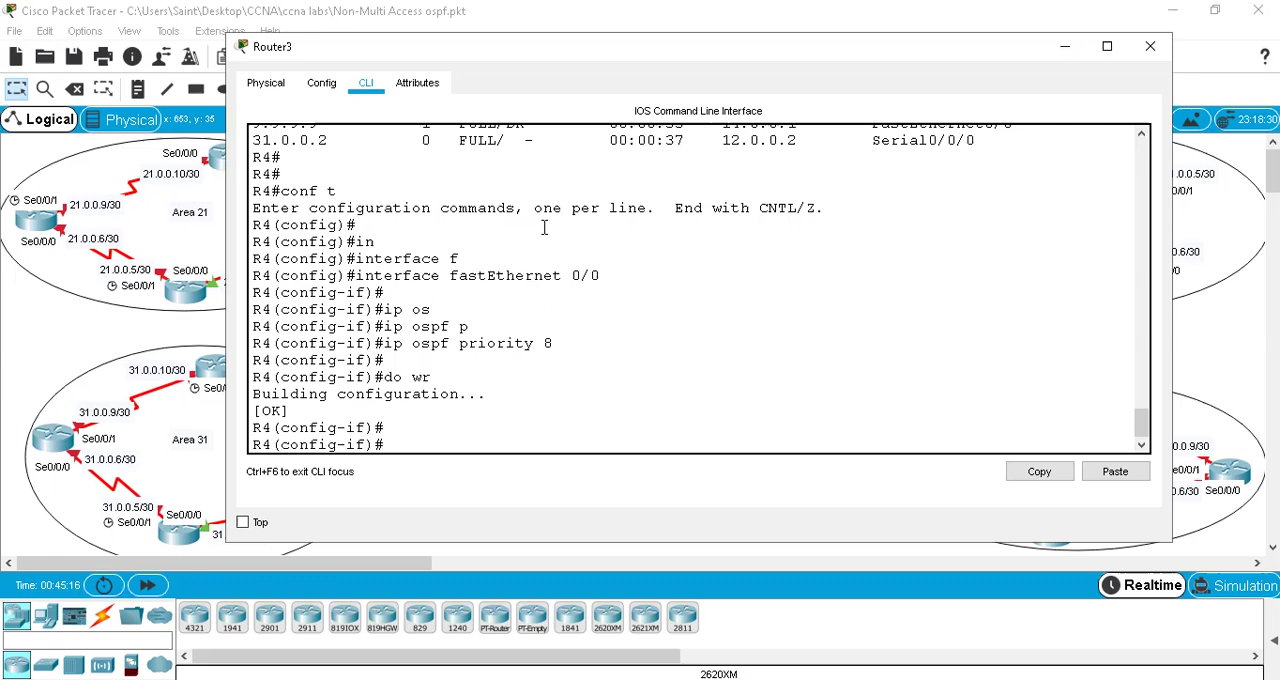 Cisco Packet Tracer - C:\Users\Saint\Desktop\CCNA\ccna labs\Non-Multi Access ospf.pkt
File Edit Options View Tools Extensions
Router3
Physical Config CLI Attributes
Logical Physical x: 653, y: 35
23:18:30
IOS Command Line Interface
31.0.0.2 0 FULL/ - 00:00:37 12.0.0.2 Serial0/0/0
R4#
R4#
R4#conf t
Enter configuration commands, one per line. End with CNTL/Z.
R4(config)#
R4(config)#in
R4(config)#interface f
R4(config)#interface fastEthernet 0/0
R4(config-if)#
R4(config-if)#ip os
R4(config-if)#ip ospf p
R4(config-if)#ip ospf priority 8
R4(config-if)#
R4(config-if)#do wr
Building configuration...
[OK]
R4(config-if)#
R4(config-if)#
Ctrl+F6 to exit CLI focus
Copy Paste
Top
Se0/0/0
21.0.0.10/30
Se0/0/1
21.0.0.9/30
Area 21
Se0/0/0
21.0.0.6/30
21.0.0.5/30 Se0/0/0
Se0/0/1
31.0.0.10/30
31.0.0.9/30
Se0/0/1
Area 31
31.0.0.6/30
Se0/0/0
31.0.0.5/30 Se0/0/0
Se0/0/1
31
.0.0.5/30
Se0/0/0
Time: 00:45:16
Realtime Simulation
4321 1941 2901 2911 819IOX 819HGW 829 1240 PT-Router PT-Empty 1841 2620XM 2621XM 2811
2620XM